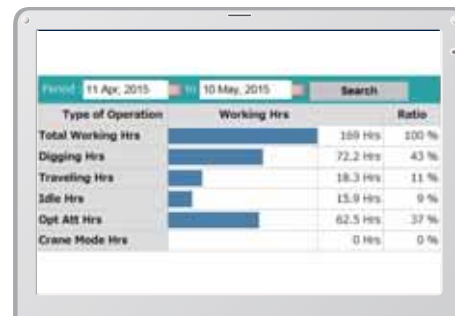 Period : 11 Apr, 2015 to 10 May, 2015 Search
Type of Operation Working Hrs Ratio
Total Working Hrs 169 Hrs 100 %
Digging Hrs 72.2 Hrs 43 %
Traveling Hrs 18.3 Hrs 11 %
Idle Hrs 15.9 Hrs 9 %
Opt Att Hrs 62.5 Hrs 37 %
Crane Mode Hrs 0 Hrs 0 %